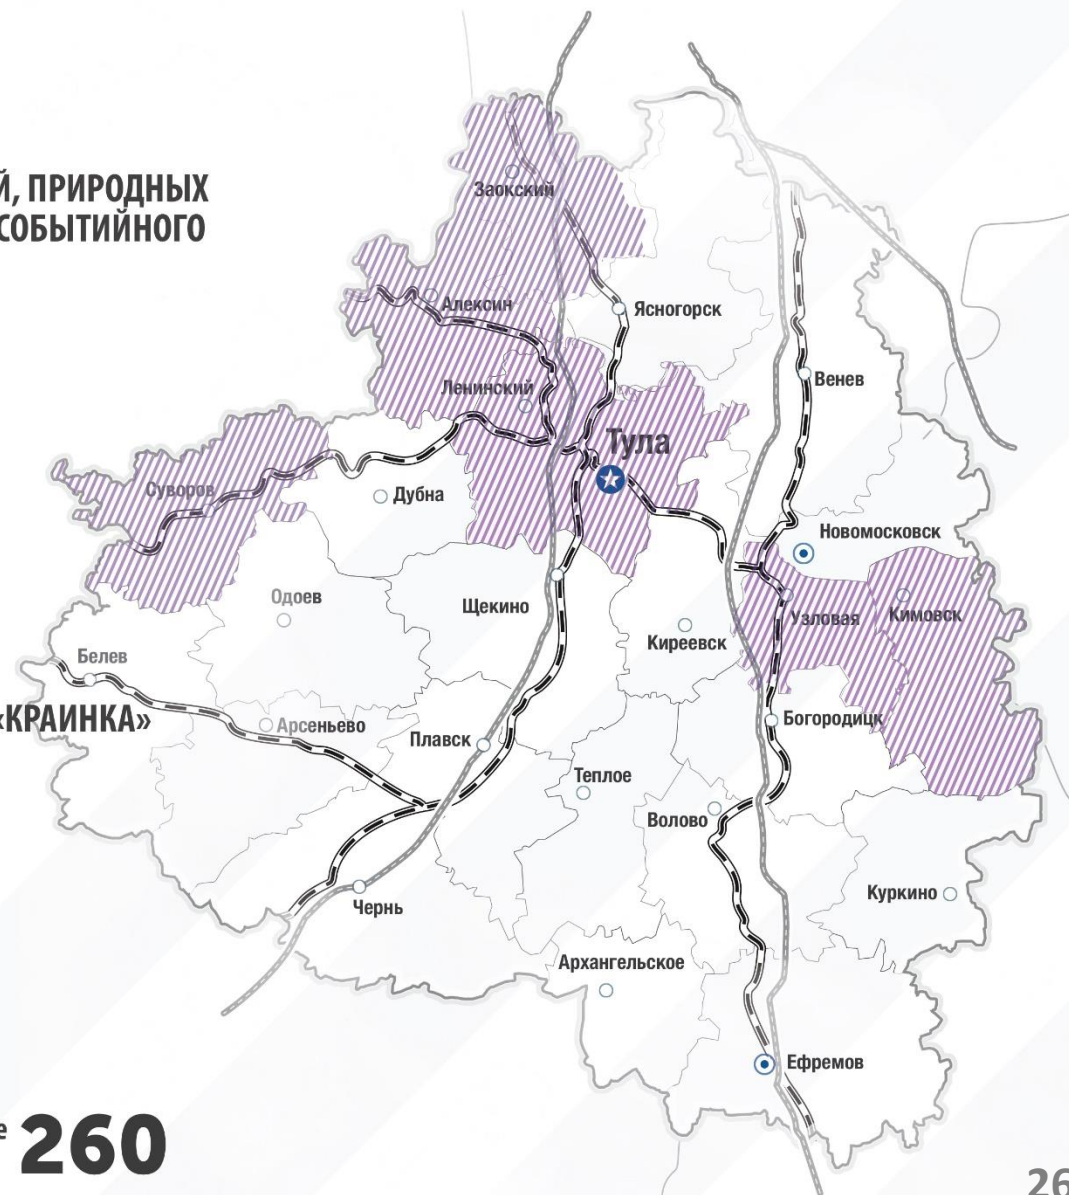 Й, ПРИРОДНЫХ
СОБЫТИЙНОГО
Заокский
Алексин
Ясногорск
Ленинский
Венев
Тула
Суворов
Дубна
Новомосковск
Одоев
Щекино
Узловая
Кимовск
Киреевск
Белев
«КРАИНКА»
Арсеньево
Плавск
Богородицк
Теплое
Волово
Куркино
Чернь
Архангельское
Ефремов
е 260
26